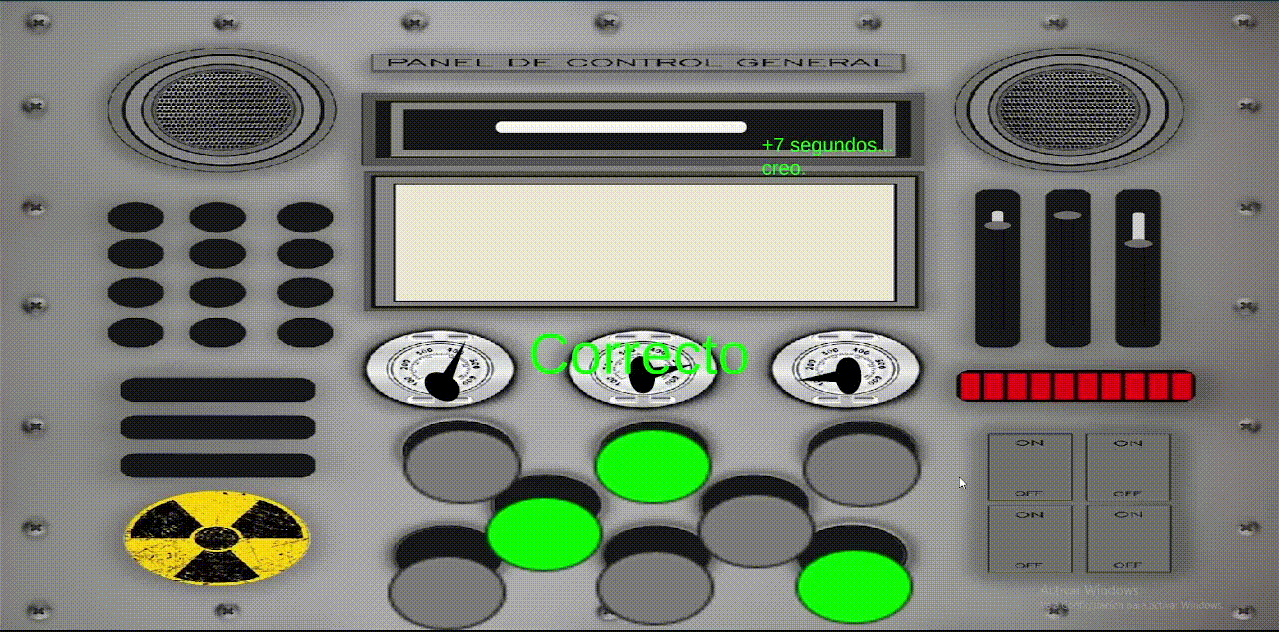 PANEL DE CONTROL GENERAL
+7 segundos...
creo.
Correcto
ON ON
OFF OFF
ON ON
OFF OFF
Activar Windows